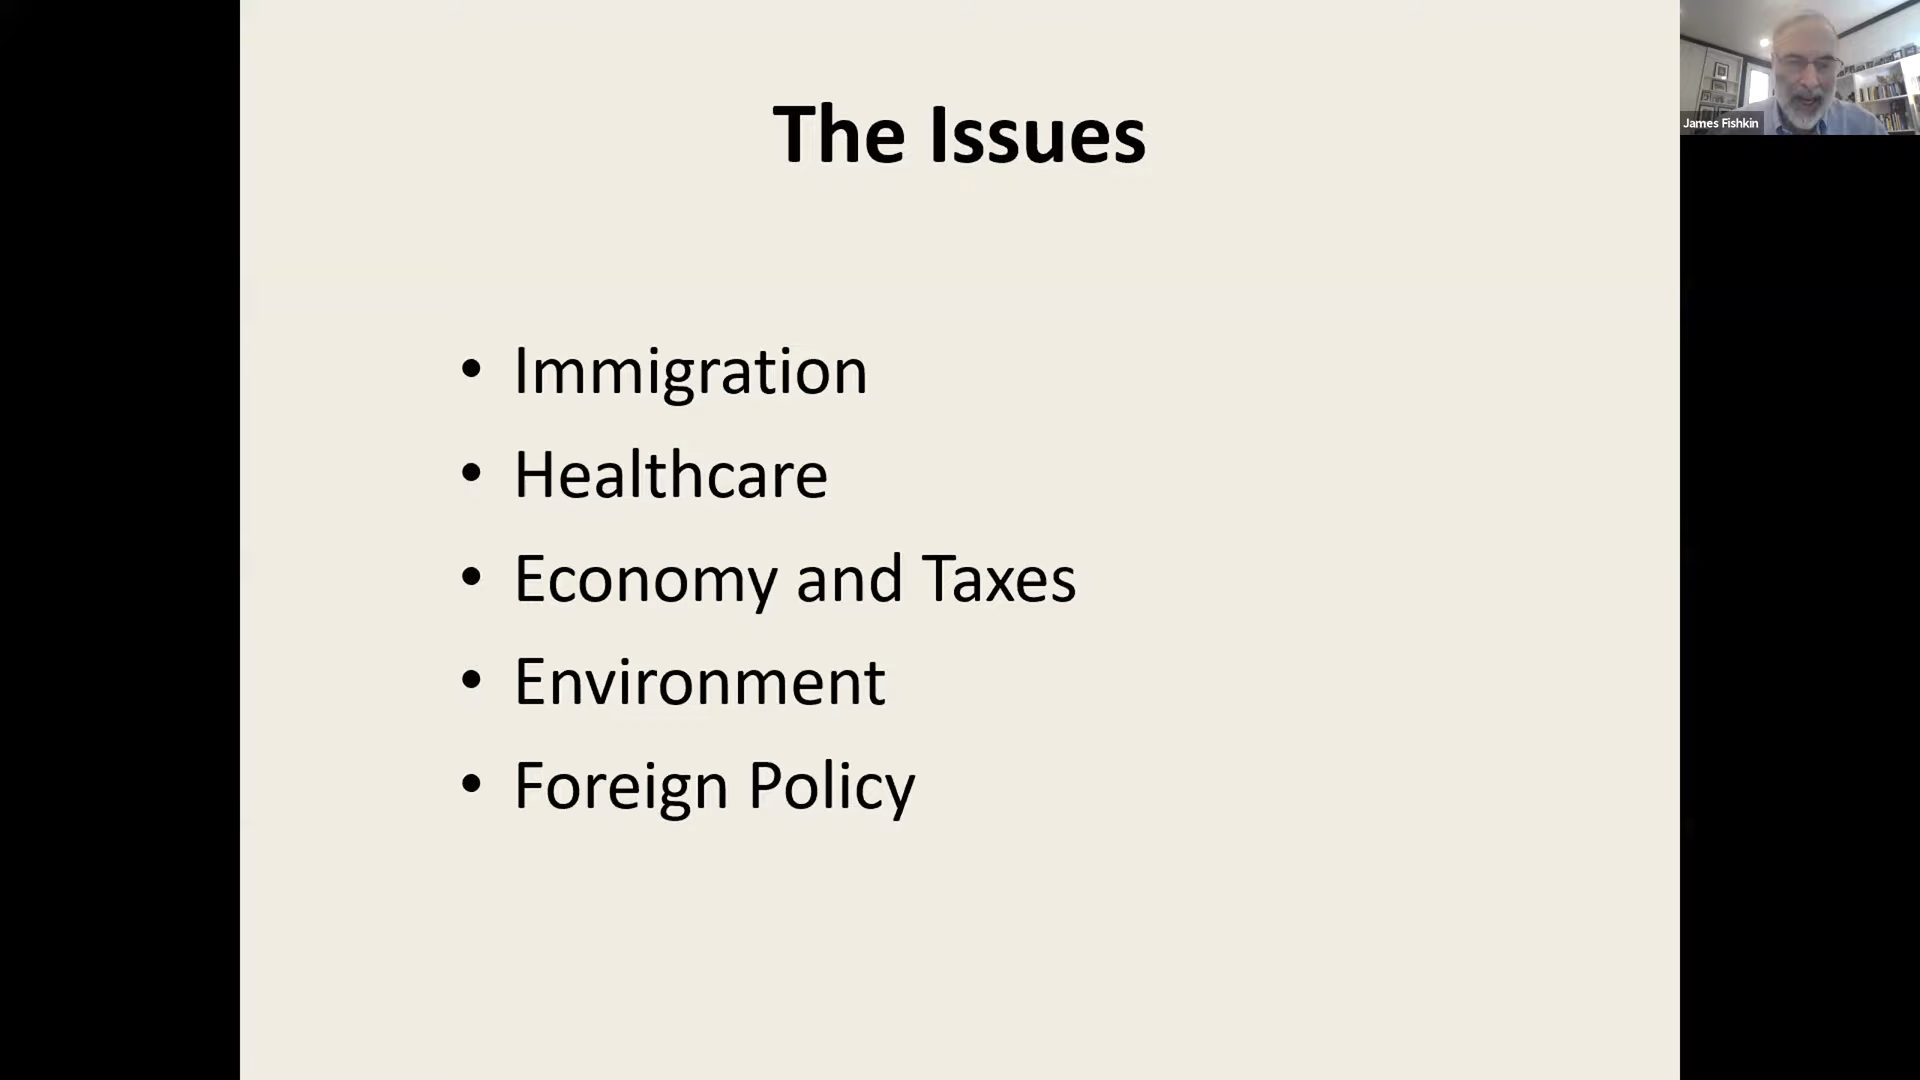 The Issues
• Immigration
• Healthcare
• Economy and Taxes
• Environment
• Foreign Policy
James Fishkin